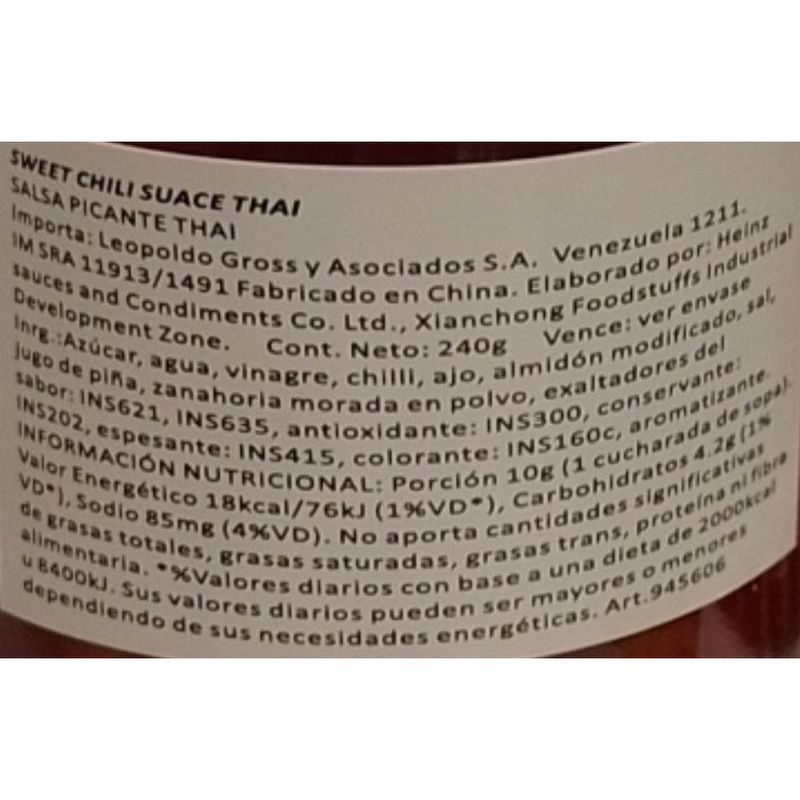 SWEET CHILI SUACE THAI
SALSA PICANTE THAI
Importa: Leopoldo Gross y Asociados S.A. Venezuela 1211.
IM SRA 11913/1491 Fabricado en China. Elaborado por: Heinz
sauces and Condiments Co. Ltd., Xianchong Foodstuffs Industrial
Development Zone. Cont. Neto: 240g Vence: ver envase
Inrg.:Azúcar, agua, vinagre, chilli, ajo, almidón modificado, sal,
jugo de piña, zanahoria morada en polvo, exaltadores del
sabor: INS621, INS635, antioxidante: INS300, conservante:
INS202, espesante: INS415, colorante: INS160c, aromatizante.
INFORMACIÓN NUTRICIONAL: Porción 10g (1 cucharada de sopa).
Valor Energético 18kcal/76kJ (1%VD*), Carbohidratos 4.2g (1%
VD*), Sodio 85mg (4%VD). No aporta cantidades significativas
de grasas totales, grasas saturadas, grasas trans, proteína ni fibra
alimentaria. *%Valores diarios con base a una dieta de 2000kcal
u 8400kJ. Sus valores diarios pueden ser mayores o menores
dependiendo de sus necesidades energéticas. Art.945606